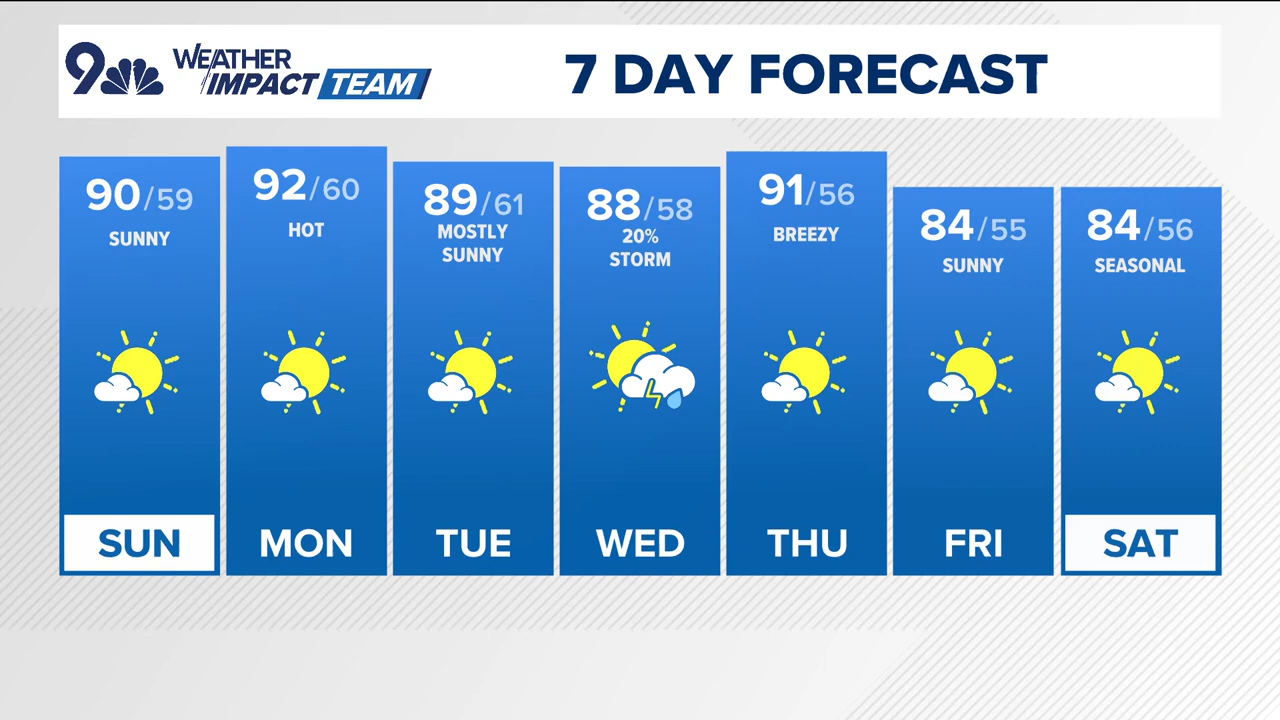 9 WEATHER
IMPACT TEAM
7 DAY FORECAST
90/59
SUNNY
SUN
92/60
HOT
MON
89/61
MOSTLY
SUNNY
TUE
88/58
20%
STORM
WED
91/56
BREEZY
THU
84/55
SUNNY
FRI
84/56
SEASONAL
SAT